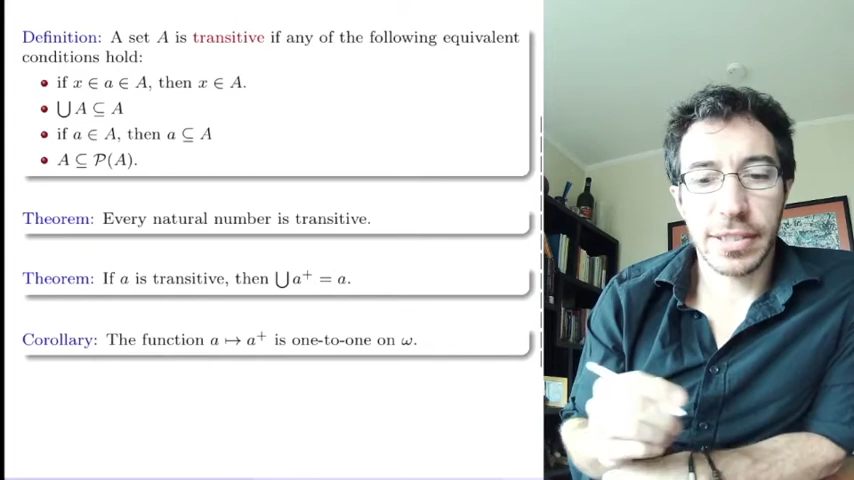 Definition: A set A is transitive if any of the following equivalent
conditions hold:
• if x ∈ a ∈ A, then x ∈ A.
• ⋃ A ⊆ A
• if a ∈ A, then a ⊆ A
• A ⊆ 𝒫(A).
Theorem: Every natural number is transitive.
Theorem: If a is transitive, then ⋃ a⁺ = a.
Corollary: The function a ↦ a⁺ is one-to-one on ω.